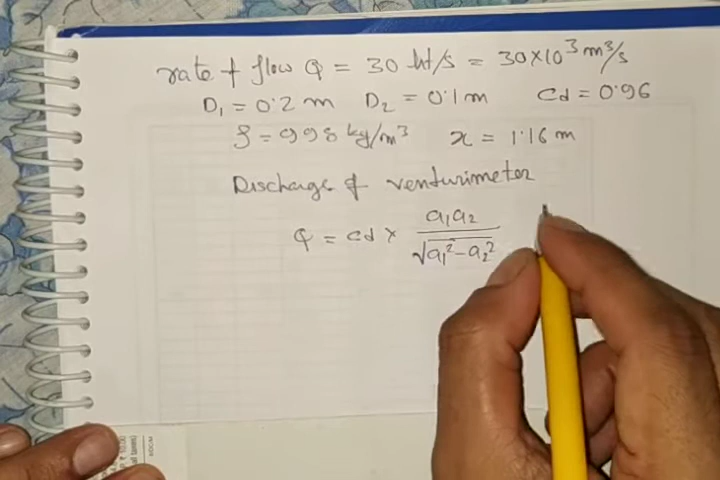 rate of flow Q = 30 lit/s = 30×10³ m³/s
D₁ = 0.2 m D₂ = 0.1 m Cd = 0.96
ρ = 998 kg/m³ x = 1.16 m
Discharge of venturimeter
Q = Cd × a₁a₂ / √a₁²-a₂²